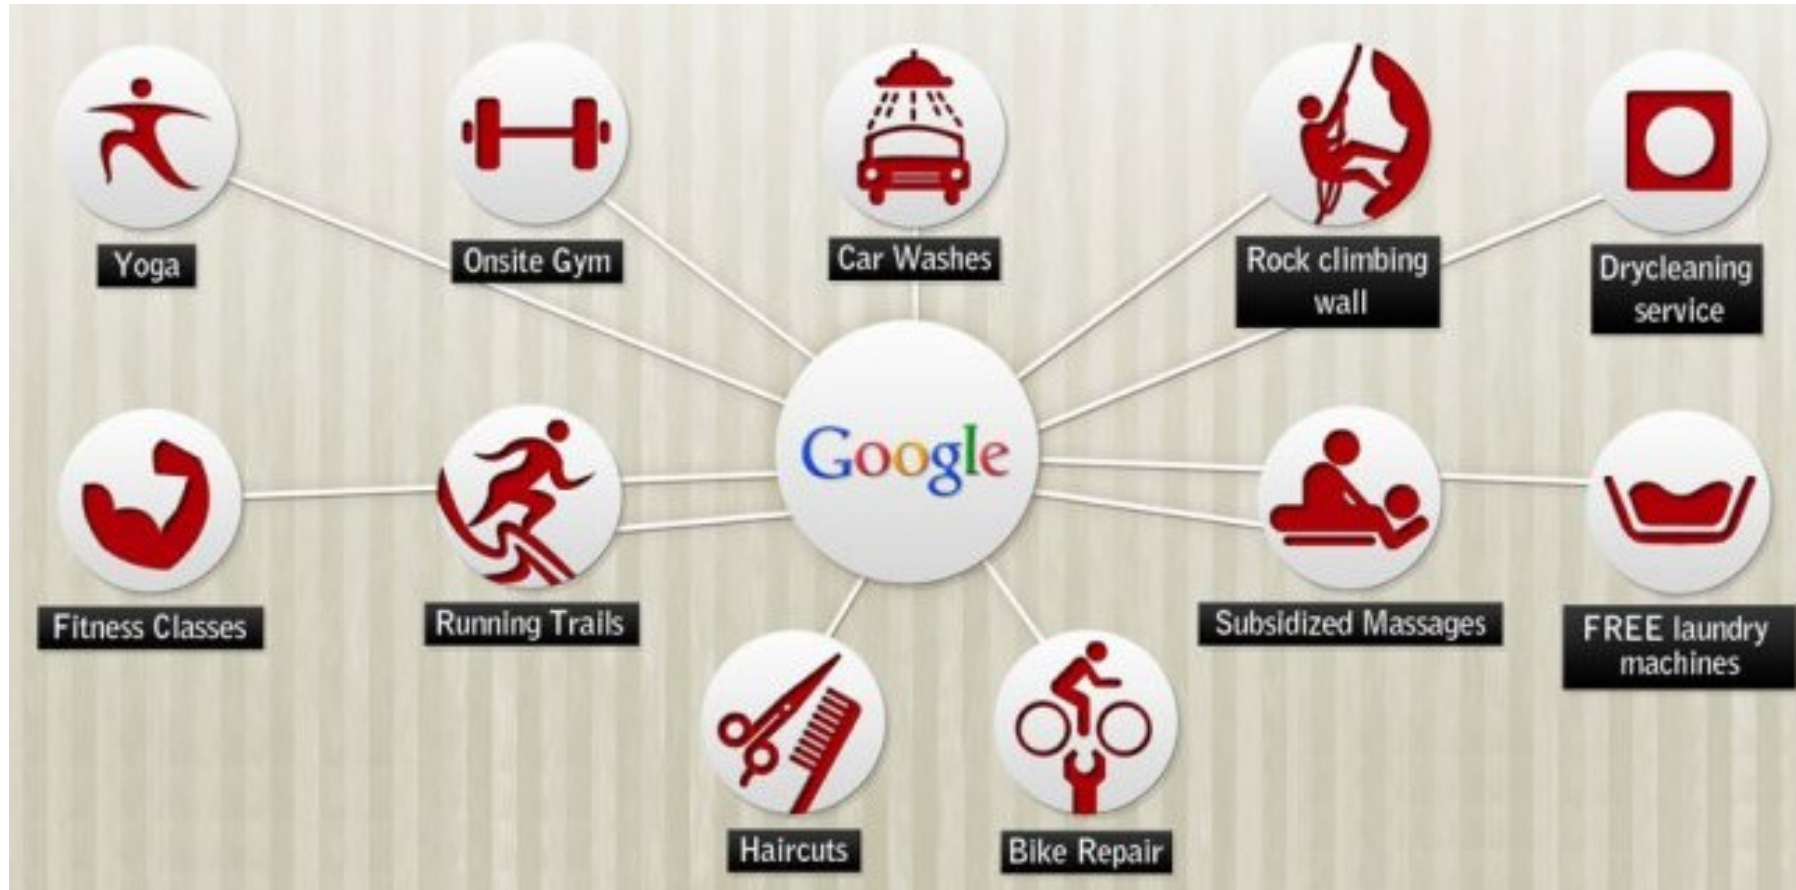 Yoga
Onsite Gym
Car Washes
Rock climbing
wall
Drycleaning
service
Google
Fitness Classes
Running Trails
Subsidized Massages
FREE laundry
machines
Haircuts
Bike Repair